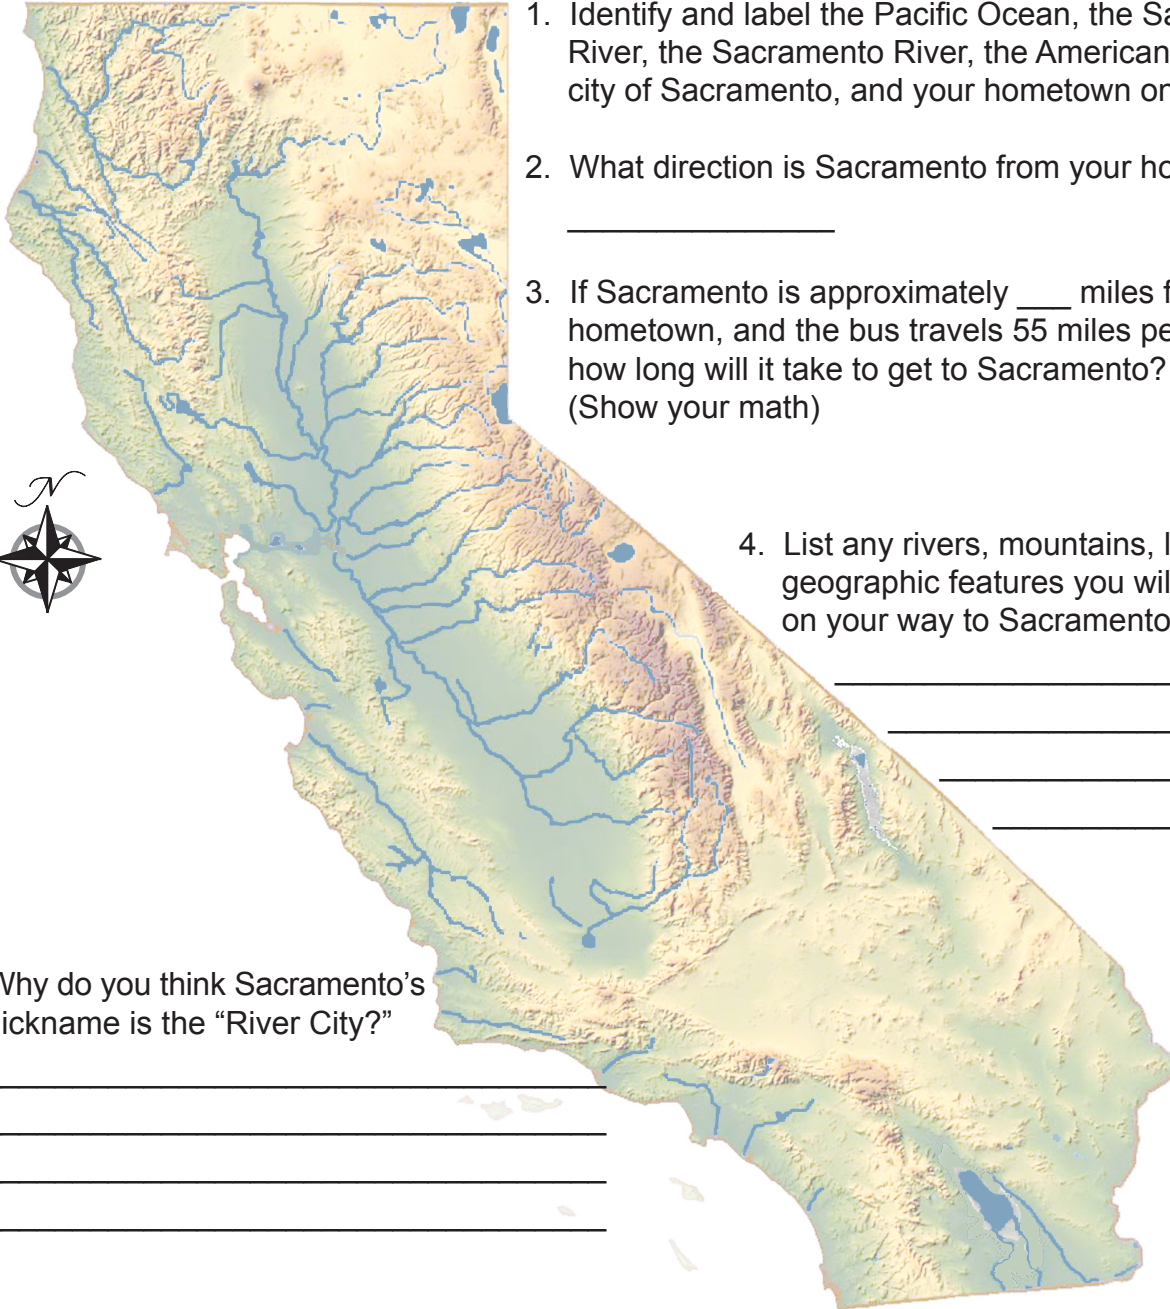 1. Identify and label the Pacific Ocean, the Sa
River, the Sacramento River, the American
city of Sacramento, and your hometown on
2. What direction is Sacramento from your ho
3. If Sacramento is approximately ___ miles f
hometown, and the bus travels 55 miles pe
how long will it take to get to Sacramento?
(Show your math)
N
4. List any rivers, mountains, l
geographic features you wil
on your way to Sacramento
Why do you think Sacramento’s
ickname is the “River City?”